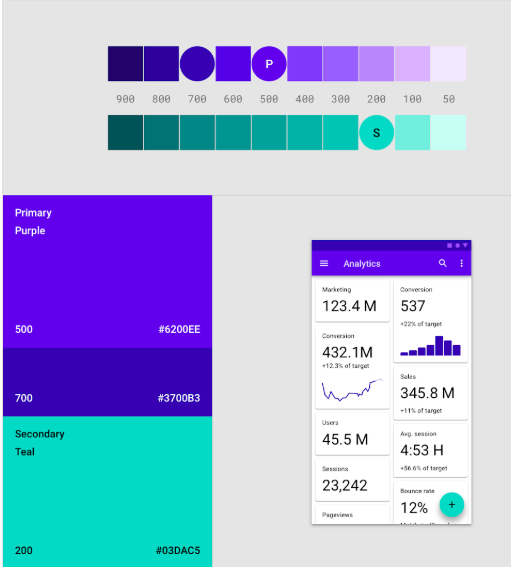 P
900 800 700 600 500 400 300 200 100 50
S
Primary
Purple
500 #6200EE
700 #3700B3
Secondary
Teal
200 #03DAC5
Analytics
Marketing
123.4 M
Conversion
432.1M
+12.3% of target
Users
45.5 M
Sessions
23,242
Pageviews
Conversion
537
+22% of target
Sales
345.8 M
+11% of target
Avg. session
4:53 H
+56.6% of target
Bounce rate
12%
+